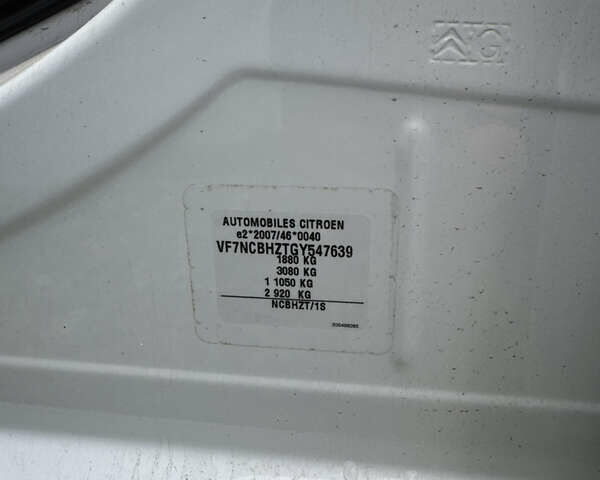 G
AUTOMOBILES CITROEN
e2*2007/46*0040
VF7NCBHZTGY547639
1880 KG
3080 KG
1 1050 KG
2 920 KG
NCBHZT/1S